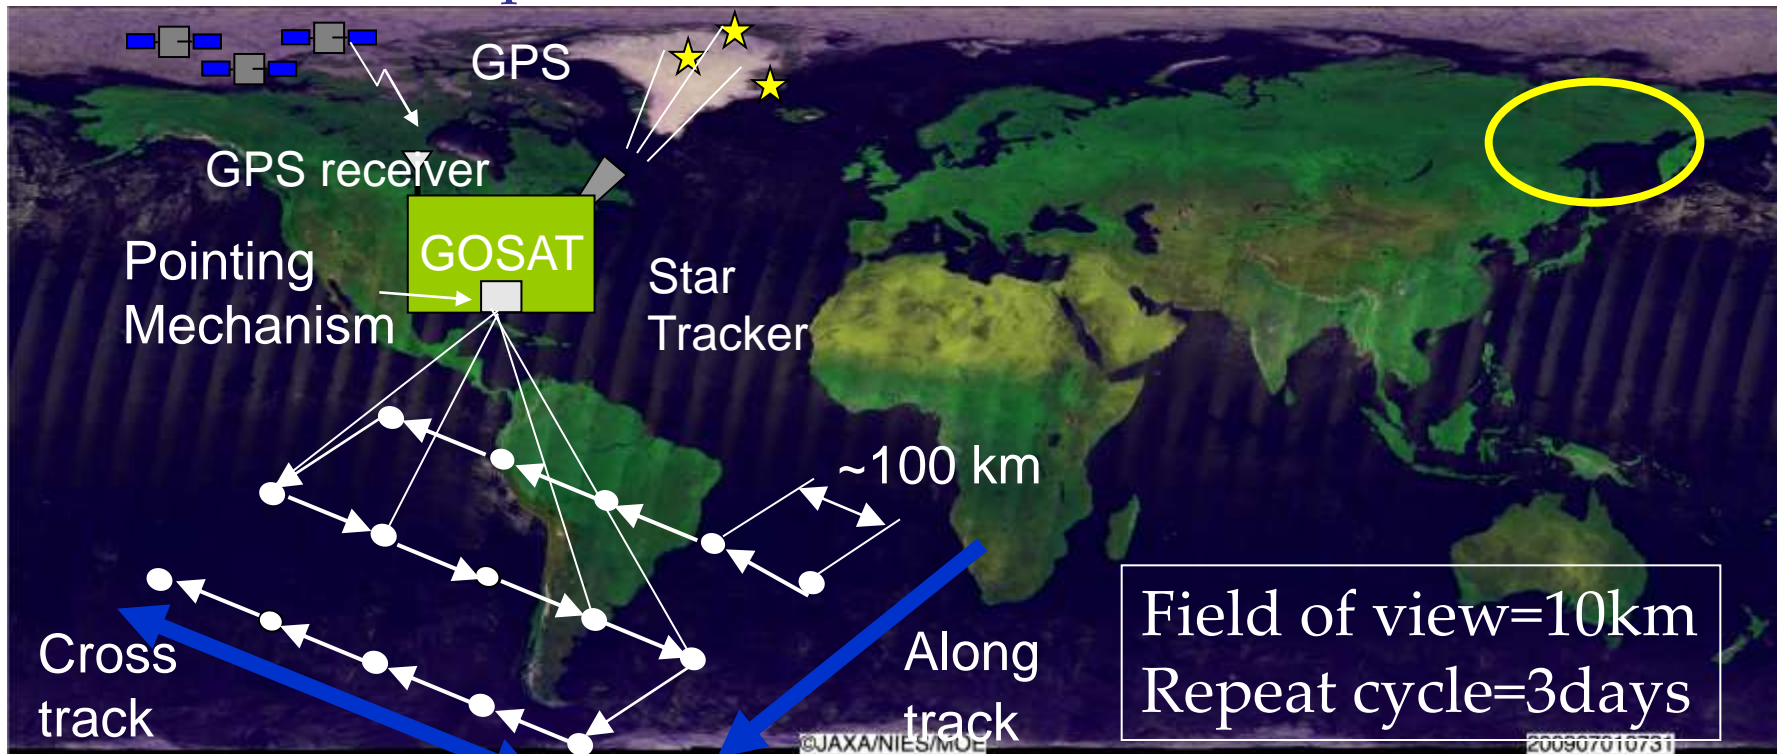 GPS
GPS receiver
GOSAT
Pointing
Mechanism
Star
Tracker
~100 km
Cross
track
Along
track
Field of view=10km
Repeat cycle=3days
©JAXA/NIES/MOE
200907010731